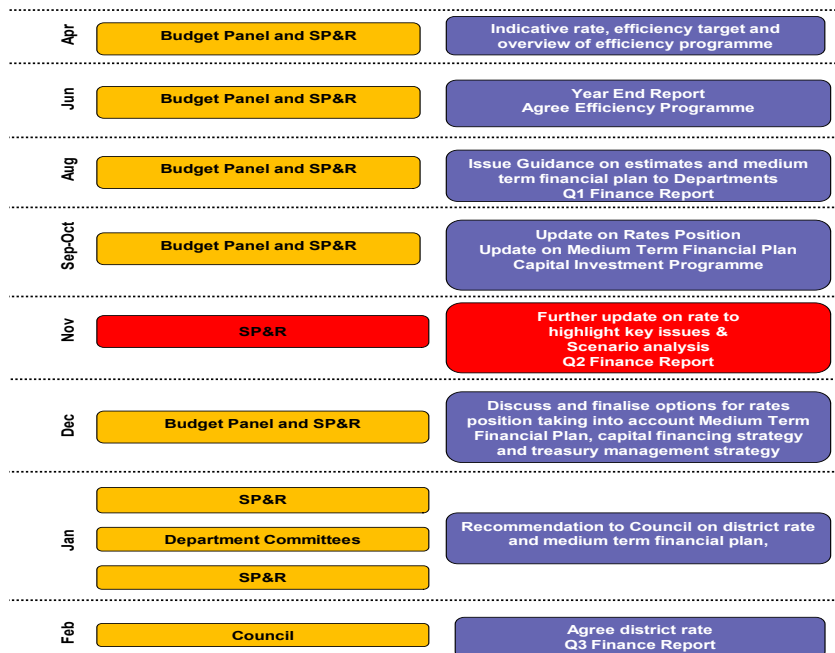 Apr
Budget Panel and SP&R
Indicative rate, efficiency target and
overview of efficiency programme
Jun
Budget Panel and SP&R
Year End Report
Agree Efficiency Programme
Aug
Budget Panel and SP&R
Issue Guidance on estimates and medium
term financial plan to Departments
Q1 Finance Report
Sep-Oct
Budget Panel and SP&R
Update on Rates Position
Update on Medium Term Financial Plan
Capital Investment Programme
Nov
SP&R
Further update on rate to
highlight key issues &
Scenario analysis
Q2 Finance Report
Dec
Budget Panel and SP&R
Discuss and finalise options for rates
position taking into account Medium Term
Financial Plan, capital financing strategy
and treasury management strategy
Jan
SP&R
Department Committees
SP&R
Recommendation to Council on district rate
and medium term financial plan,
Feb
Council
Agree district rate
Q3 Finance Report